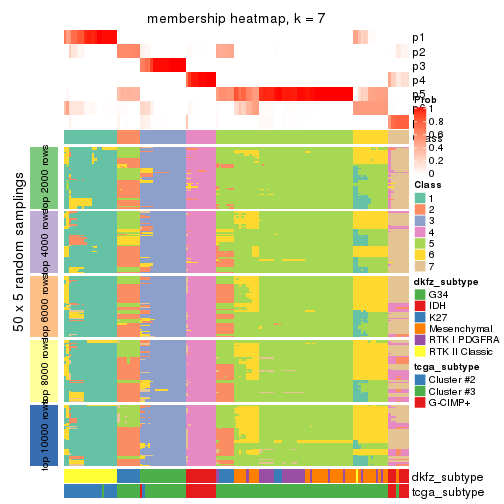 membership heatmap, k = 7
p1
p2
p3
p4
p5
p7
Prob
1
0.8
0.6
0.4
0.2
0
Class
1
2
3
4
5
6
7
dkfz_subtype
G34
IDH
K27
Mesenchymal
RTK I PDGFRA
RTK II Classic
tcga_subtype
Cluster #2
Cluster #3
G-CIMP+
50 x 5 random samplings
top 2000 rows
top 4000 rows
top 6000 rows
top 8000 rows
top 10000 rows
dkfz_subtype
tcga_subtype